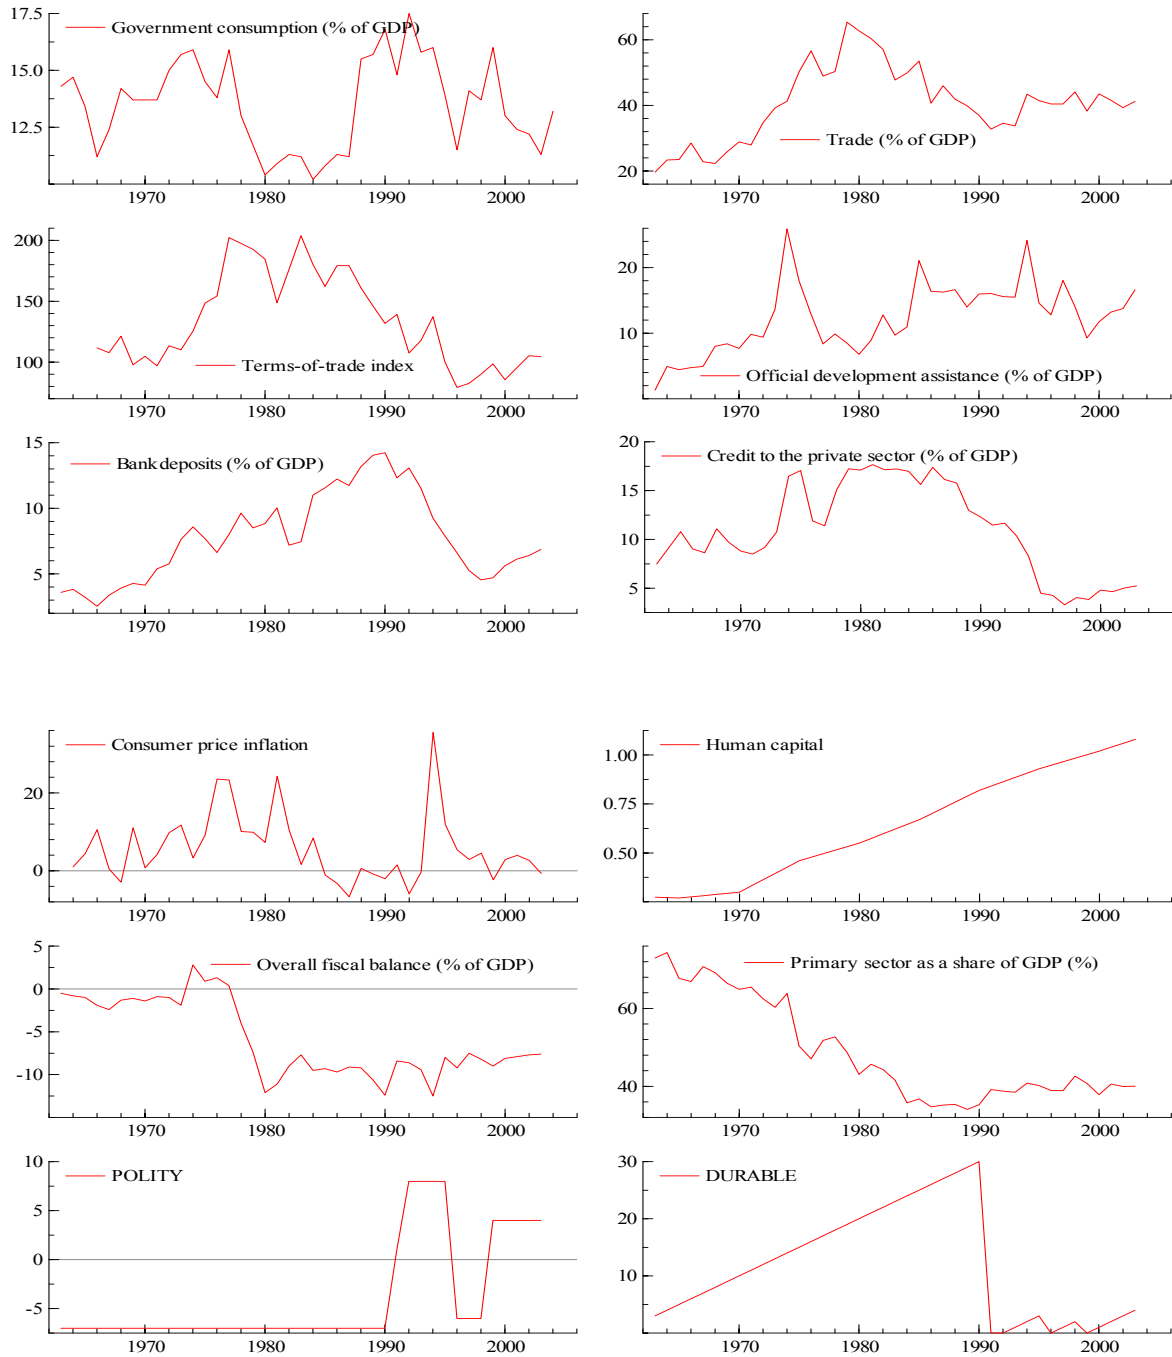 17.5
Government consumption (% of GDP)
15.0
12.5
1970 1980 1990 2000
60
40
Trade (% of GDP)
20
1970 1980 1990 2000
200
150
100
Terms-of-trade index
1970 1980 1990 2000
20
10
Official development assistance (% of GDP)
1970 1980 1990 2000
15
Bank deposits (% of GDP)
10
5
1970 1980 1990 2000
20
Credit to the private sector (% of GDP)
15
10
5
1970 1980 1990 2000
Consumer price inflation
20
0
1970 1980 1990 2000
Human capital
1.00
0.75
0.50
1970 1980 1990 2000
5
Overall fiscal balance (% of GDP)
0
-5
-10
1970 1980 1990 2000
Primary sector as a share of GDP (%)
60
40
1970 1980 1990 2000
10
POLITY
5
0
-5
1970 1980 1990 2000
30
DURABLE
20
10
1970 1980 1990 2000